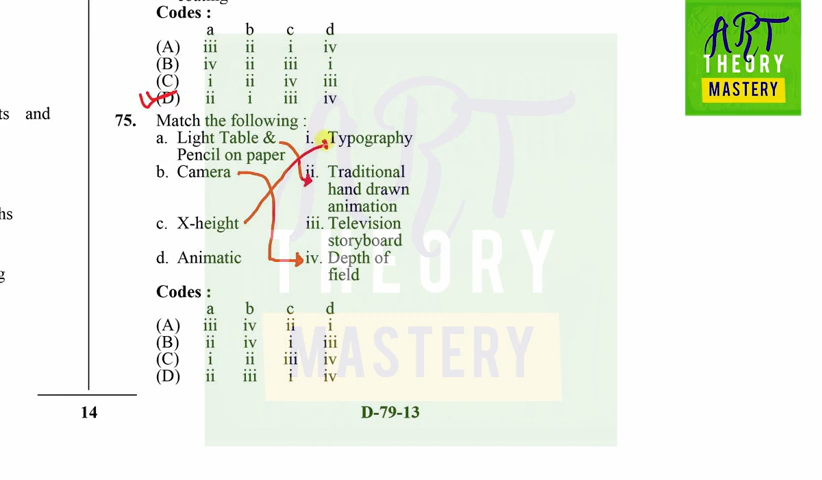 Codes :
a b c d
(A) iii ii i iv
(B) iv ii iii i
(C) i ii iv iii
(D) ii i iii iv
ts and
hs
75. Match the following :
a. Light Table & i. Typography
Pencil on paper
b. Camera ii. Traditional
hand drawn
animation
c. X-height iii. Television
storyboard
d. Animatic iv. Depth of
field
Codes :
a b c d
(A) iii iv ii i
(B) ii iv i iii
(C) i ii iii iv
(D) ii iii i iv
14 D-79-13
ART
THEORY
MASTERY
ART
THEORY
MASTERY